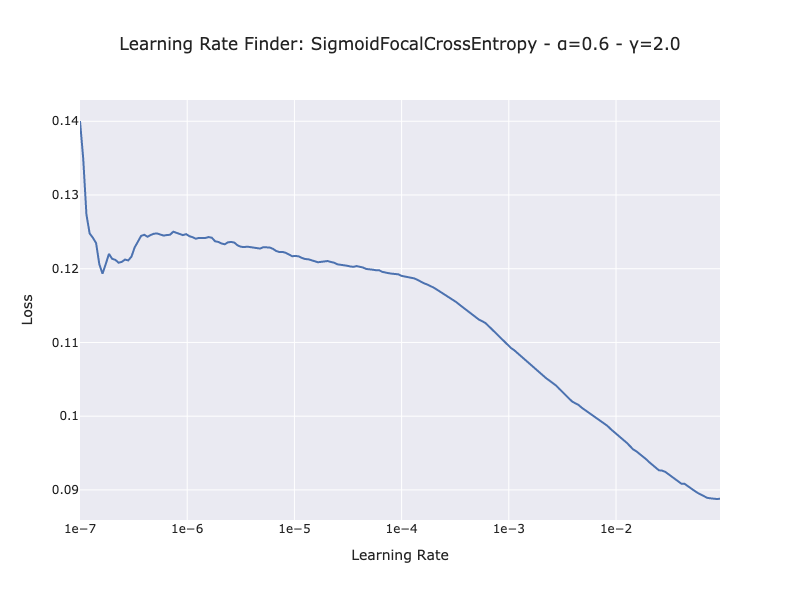 Learning Rate Finder: SigmoidFocalCrossEntropy - α=0.6 - γ=2.0
0.14
0.13
0.12
0.11
0.1
0.09
Loss
1e−7 1e−6 1e−5 1e−4 1e−3 1e−2
Learning Rate